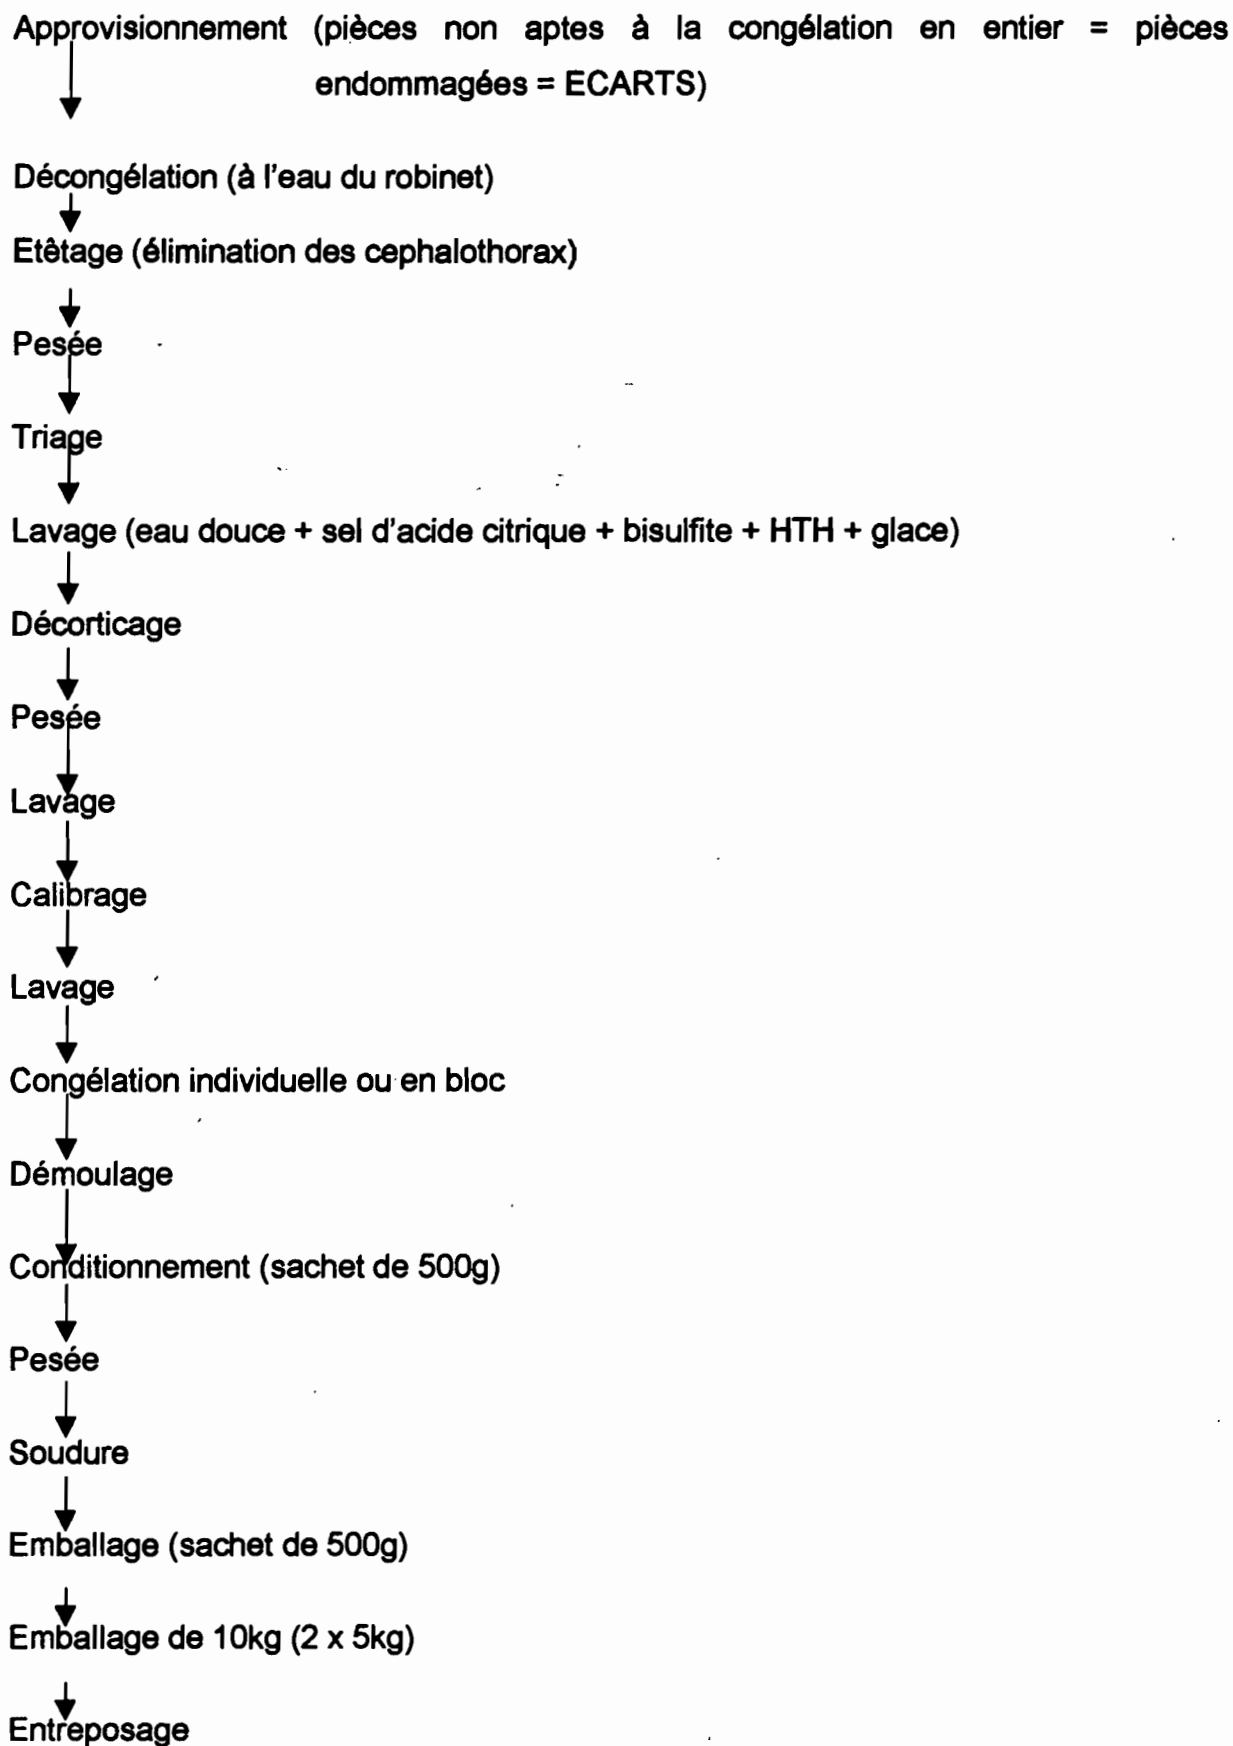 Approvisionnement (pièces non aptes à la congélation en entier = pièces
endommagées = ECARTS)
Décongélation (à l'eau du robinet)
Etêtage (élimination des cephalothorax)
Pesée
Triage
Lavage (eau douce + sel d'acide citrique + bisulfite + HTH + glace)
Décorticage
Pesée
Lavage
Calibrage
Lavage
Congélation individuelle ou en bloc
Démoulage
Conditionnement (sachet de 500g)
Pesée
Soudure
Emballage (sachet de 500g)
Emballage de 10kg (2 x 5kg)
Entreposage